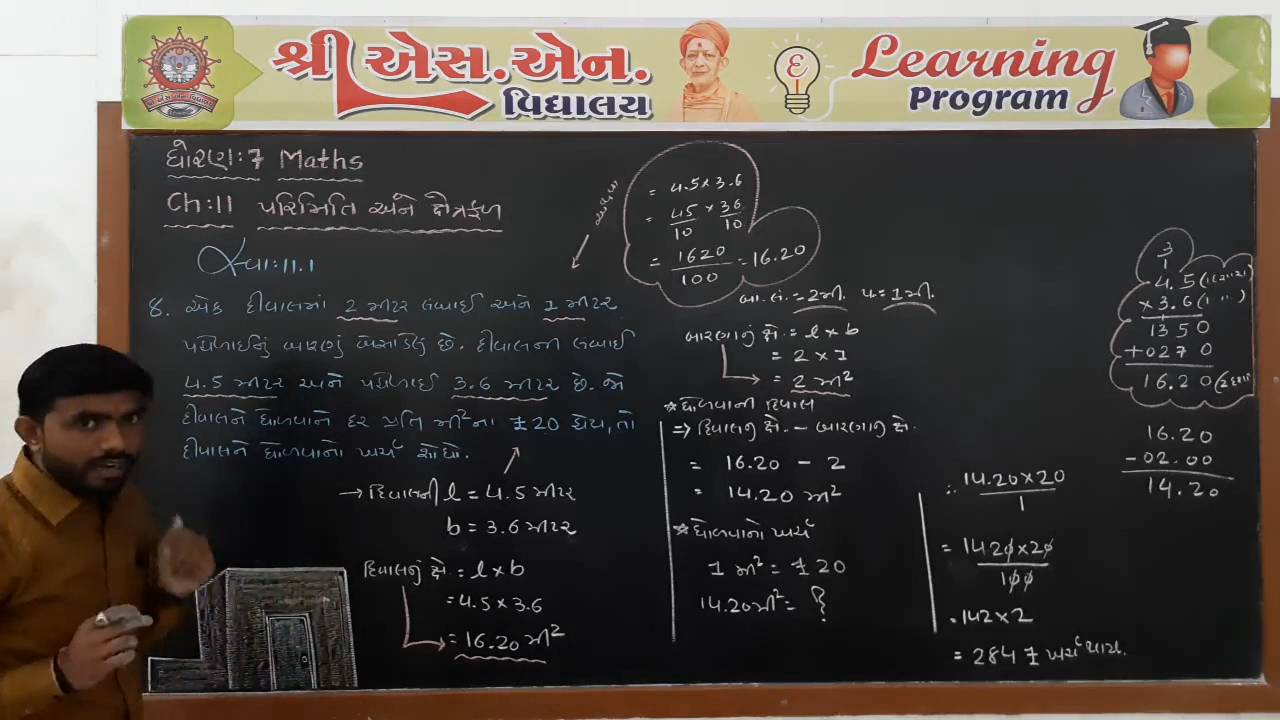 શ્રી એસ.એન.
વિદ્યાલય
Learning
Program
ધોરણ:7 Maths
Ch:11 પરિમિતિ અને ક્ષેત્રફળ
સ્વા:11.1
8. એક દીવાલમાં 2 મીટર લંબાઈ અને 1 મીટર
પહોળાઈનું બારણું બેસાડેલું છે. દીવાલની લંબાઈ
4.5 મીટર અને પહોળાઈ 3.6 મીટર છે. જો
દીવાલને ધોળવાનો દર પ્રતિ મી²ના ₹20 હોય, તો
દીવાલને ધોળવાનો ખર્ચ શોધો.
→ દિવાલની l = 4.5 મીટર
b = 3.6 મીટર
દિવાલનું ક્ષે. = l x b
= 4.5 x 3.6
= 16.20 મી²
= 4.5 x 3.6
= 45/10 x 36/10
= 1620/100 = 16.20
બા. લં. = 2મી. પ = 1મી.
બારણાનું ક્ષે. = l x b
= 2 x 1
= 2 મી²
* ધોળવાની દિવાલ
⇒ દિવાલનું ક્ષે. - બારણાનું ક્ષે.
= 16.20 - 2
= 14.20 મી²
* ધોળવાનો ખર્ચ
1 મી² = ₹20
14.20મી² = ?
∴ 14.20 x 20/1
= 1420 x 20/100
= 142 x 2
= 284 ₹ ખર્ચ થાય.
3
1
4.5
x 3.6
1350
+0270
16.20
16.20
- 02.00
14.20